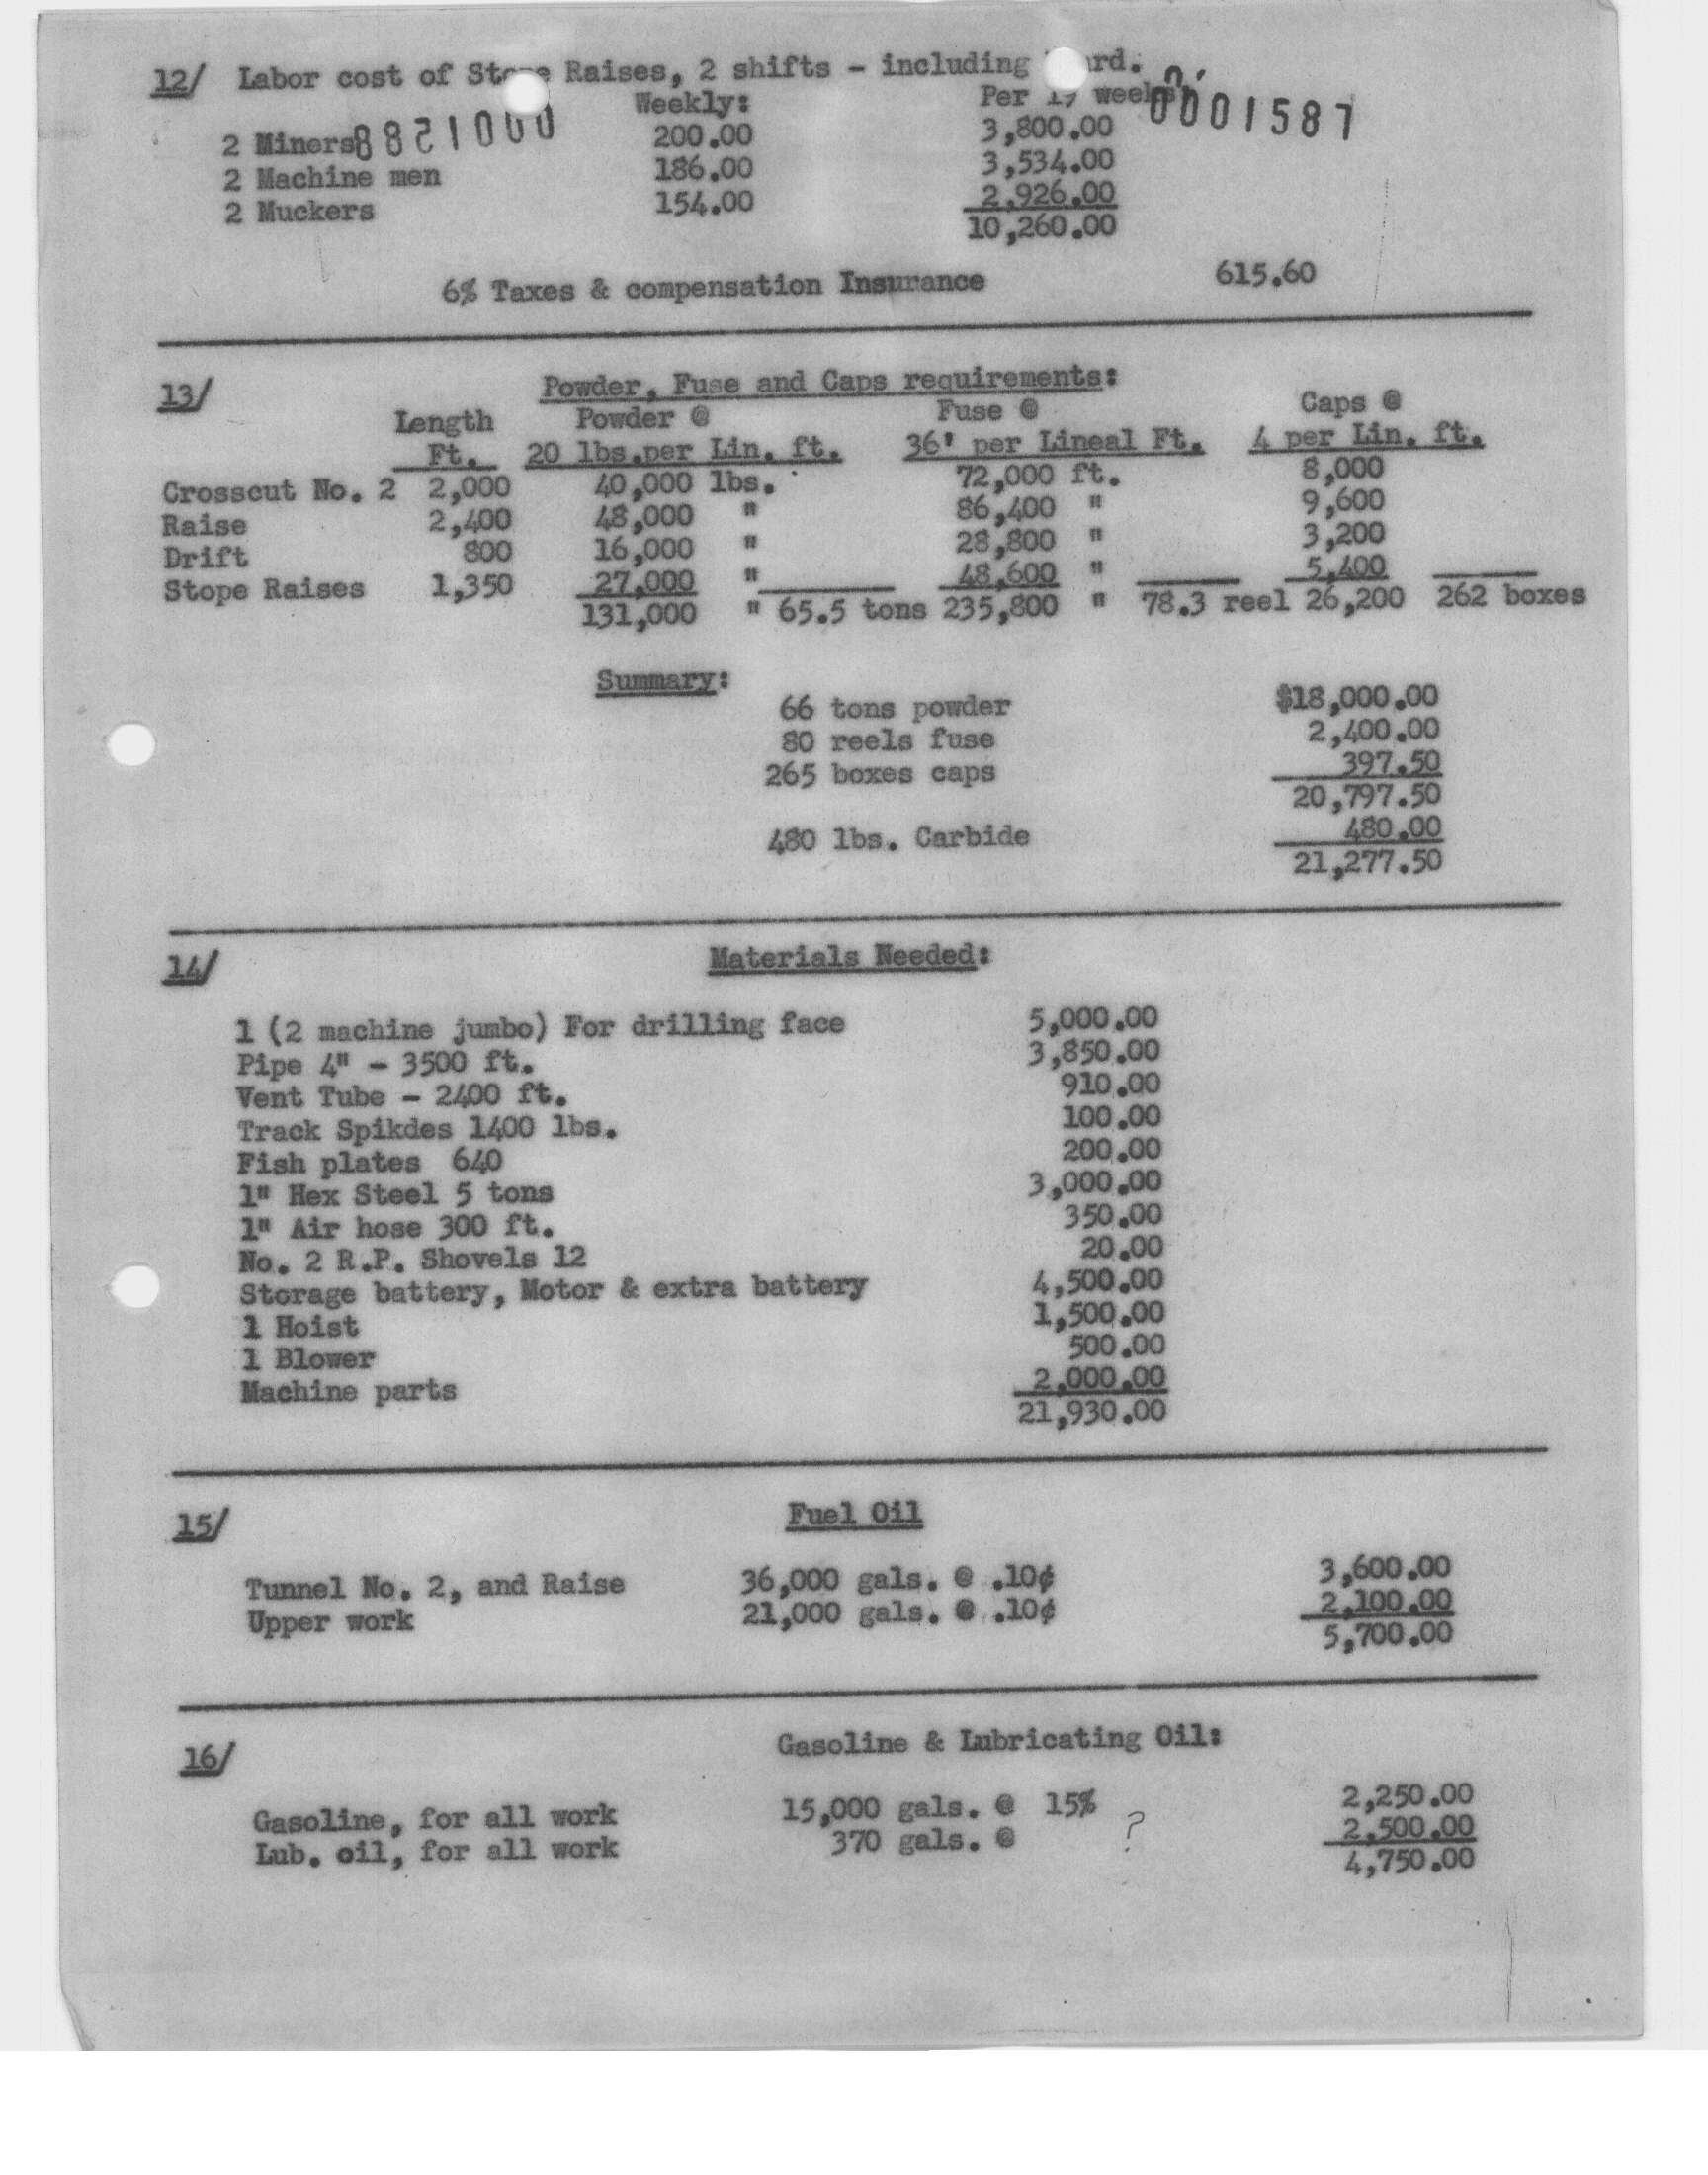 12/ Labor cost of Stope Raises, 2 shifts - including
Weekly: Per 19 weeks
0001587
2 Miners 200.00 3,800.00
2 Machine men 186.00 3,534.00
2 Muckers 154.00 2,926.00
10,260.00
6% Taxes & compensation Insurance 615.60
13/ Powder, Fuse and Caps requirements:
Length Powder @ Fuse @ Caps @
Ft. 20 lbs.per Lin. ft. 36' per Lineal Ft. 4 per Lin. ft.
Crosscut No. 2 2,000 40,000 lbs. 72,000 ft. 8,000
Raise 2,400 48,000 " 86,400 " 9,600
Drift 800 16,000 " 28,800 " 3,200
Stope Raises 1,350 27,000 " 48,600 " 5,400
131,000 " 65.5 tons 235,800 " 78.3 reel 26,200 262 boxes
Summary:
66 tons powder $18,000.00
80 reels fuse 2,400.00
265 boxes caps 397.50
20,797.50
480 lbs. Carbide 480.00
21,277.50
14/ Materials Needed:
1 (2 machine jumbo) For drilling face 5,000.00
Pipe 4" - 3500 ft. 3,850.00
Vent Tube - 2400 ft. 910.00
Track Spikdes 1400 lbs. 100.00
Fish plates 640 200.00
1" Hex Steel 5 tons 3,000.00
1" Air hose 300 ft. 350.00
No. 2 R.P. Shovels 12 20.00
Storage battery, Motor & extra battery 4,500.00
1 Hoist 1,500.00
1 Blower 500.00
Machine parts 2,000.00
21,930.00
15/ Fuel Oil
Tunnel No. 2, and Raise 36,000 gals. @ .10¢ 3,600.00
Upper work 21,000 gals. @ .10¢ 2,100.00
5,700.00
16/ Gasoline & Lubricating Oil:
Gasoline, for all work 15,000 gals. @ 15% 2,250.00
Lub. oil, for all work 370 gals. @ ? 2,500.00
4,750.00